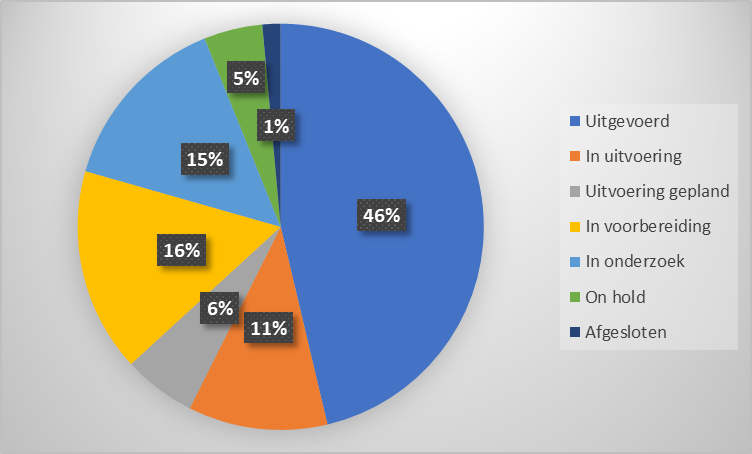 5%
1%
15%
46%
16%
6%
11%
Uitgevoerd
In uitvoering
Uitvoering gepland
In voorbereiding
In onderzoek
On hold
Afgesloten